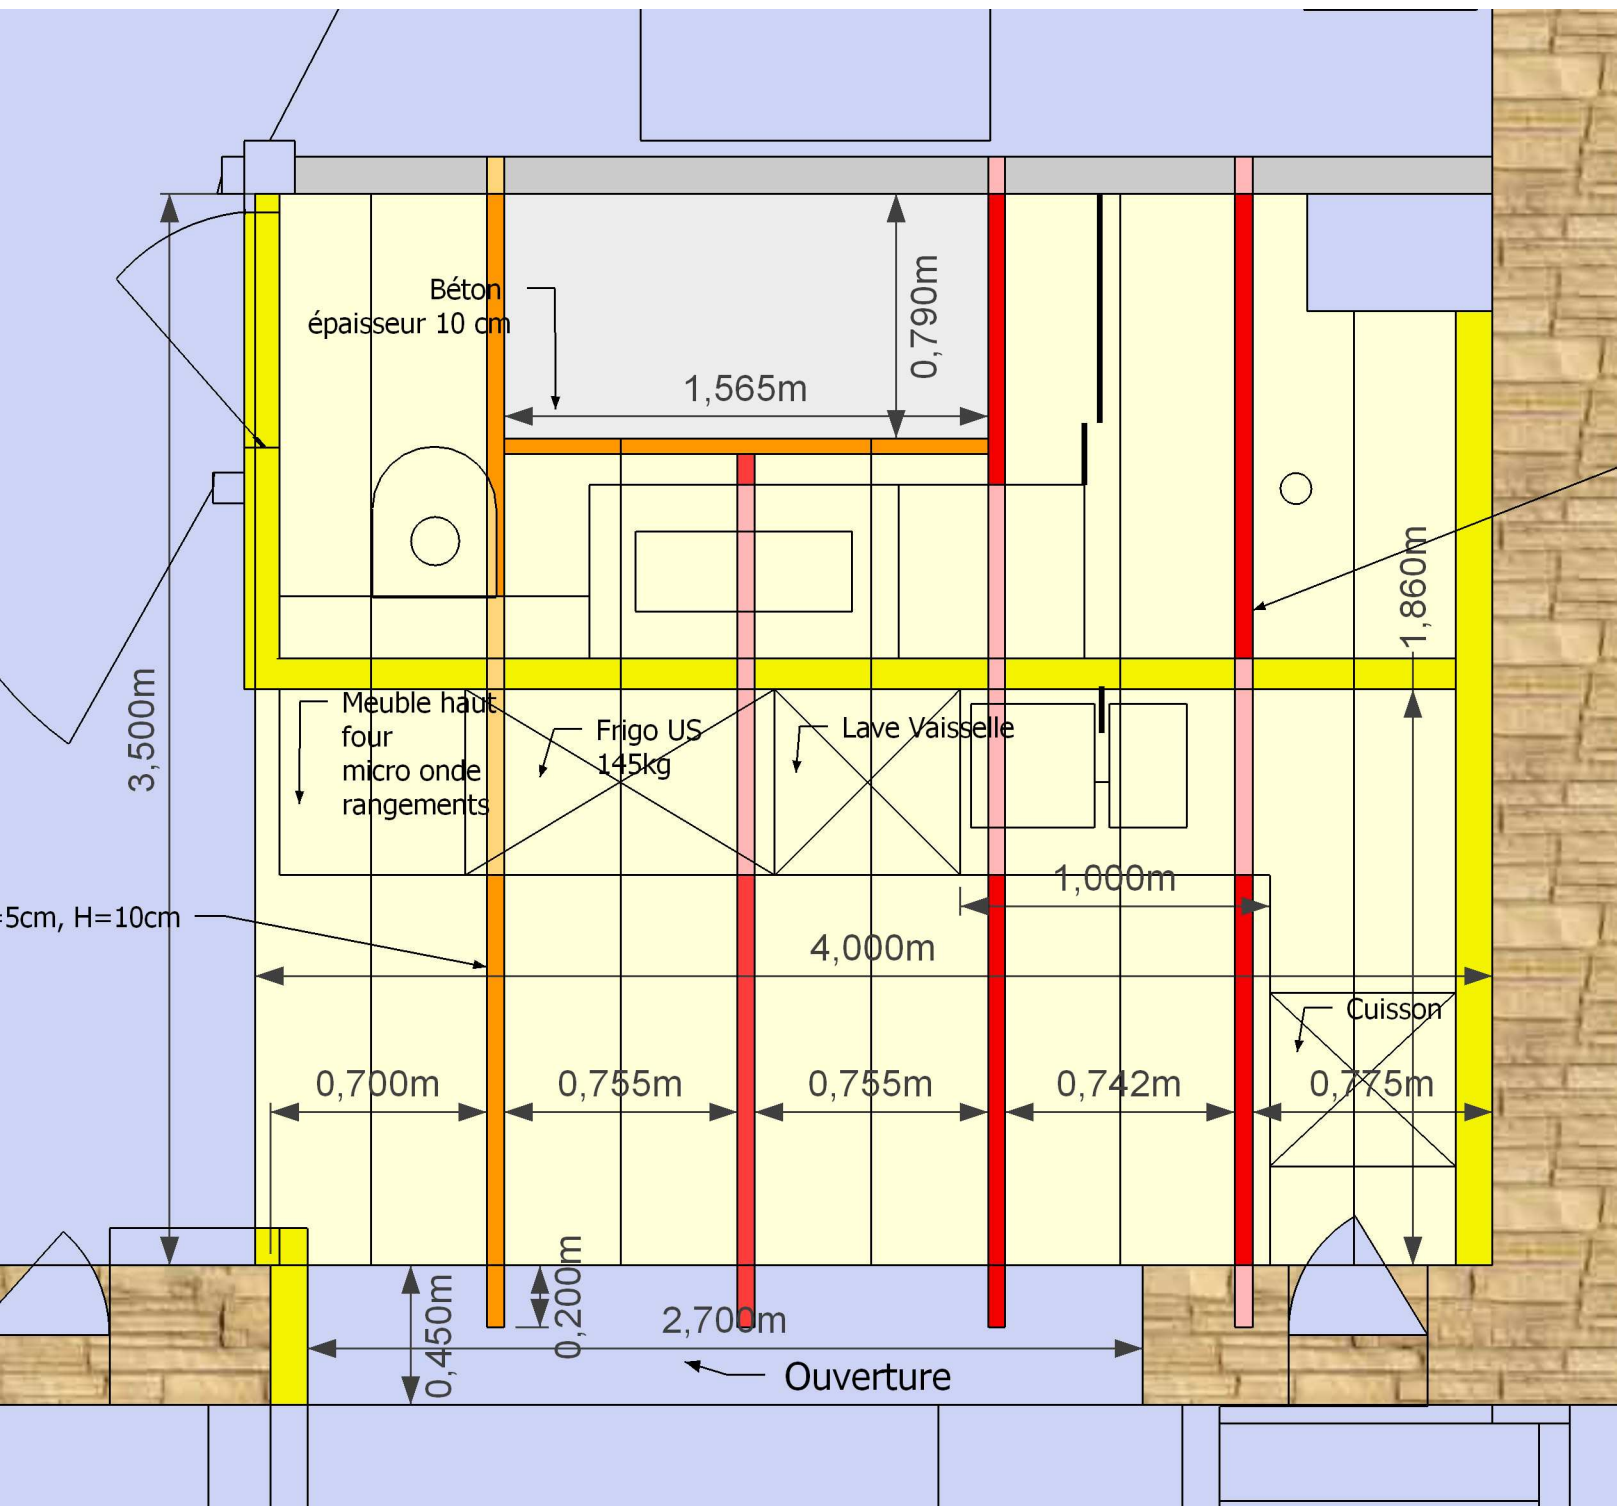 Béton
épaisseur 10 cm
0,790m
1,565m
1,860m
3,500m
Meuble haut
four
micro onde
rangements
Frigo US
145kg
Lave Vaisselle
1,000m
=5cm, H=10cm
4,000m
Cuisson
0,700m
0,755m
0,755m
0,742m
0,775m
0,450m
0,200m
2,700m
Ouverture